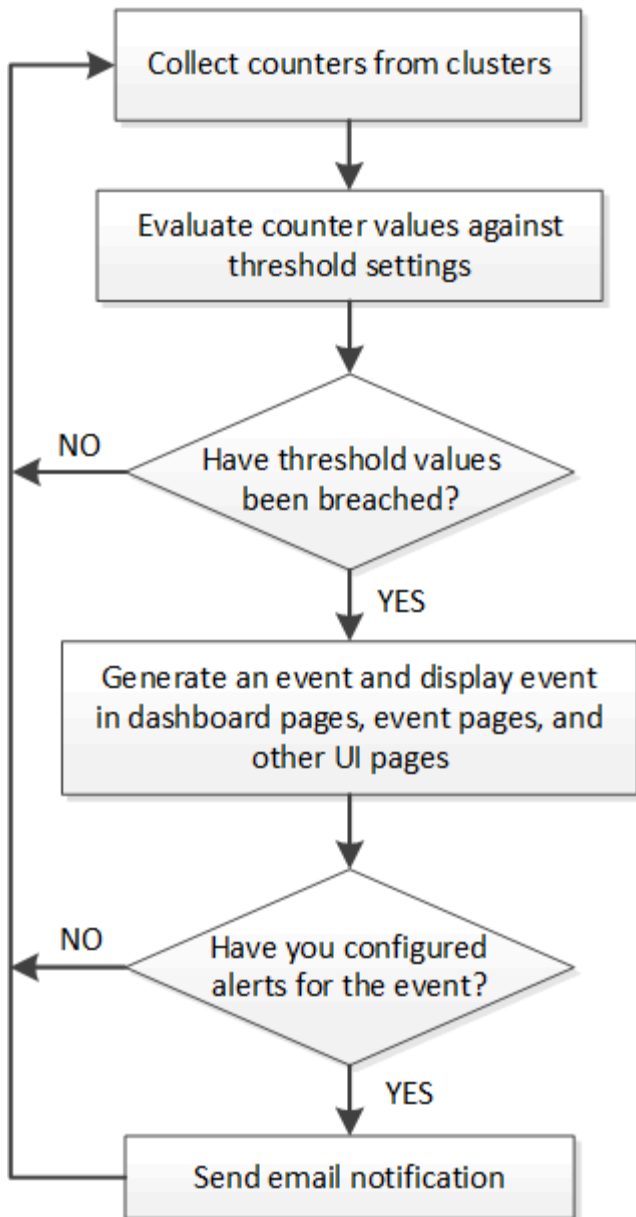 Collect counters from clusters
Evaluate counter values against
threshold settings
NO
Have threshold values
been breached?
YES
Generate an event and display event
in dashboard pages, event pages, and
other UI pages
NO
Have you configured
alerts for the event?
YES
Send email notification